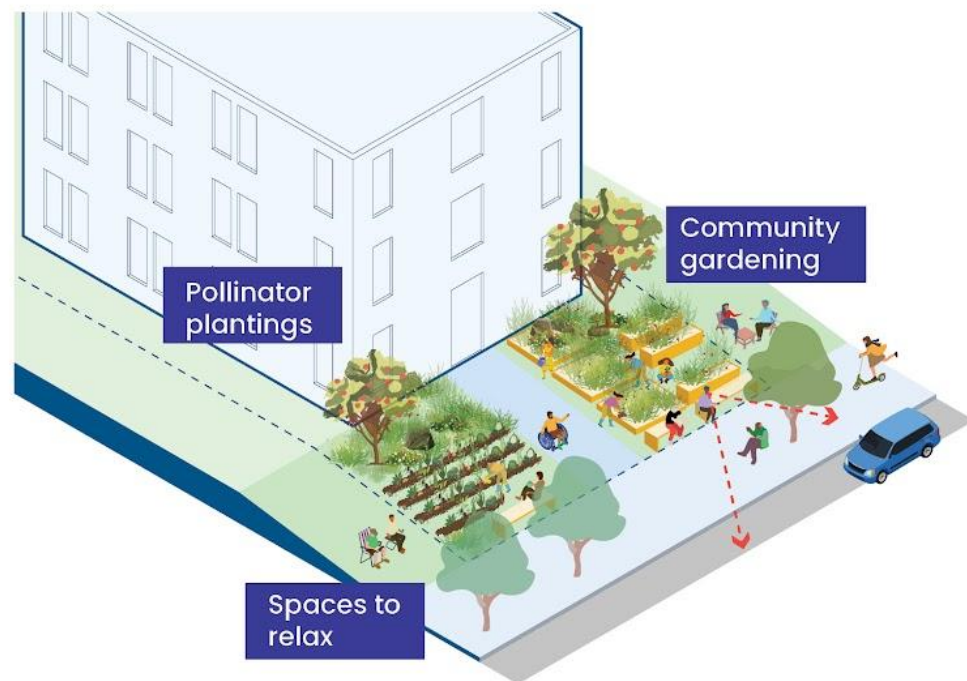 Community
gardening
Pollinator
plantings
Spaces to
relax